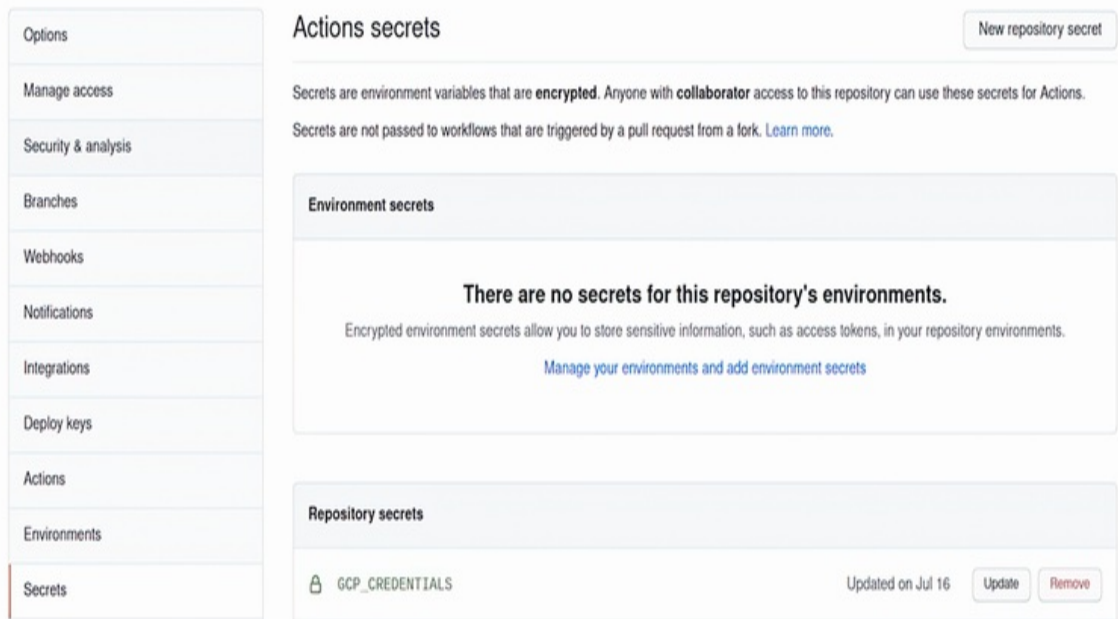 Options
Manage access
Security & analysis
Branches
Webhooks
Notifications
Integrations
Deploy keys
Actions
Environments
Secrets
Actions secrets
New repository secret
Secrets are environment variables that are encrypted. Anyone with collaborator access to this repository can use these secrets for Actions.
Secrets are not passed to workflows that are triggered by a pull request from a fork. Learn more.
Environment secrets
There are no secrets for this repository's environments.
Encrypted environment secrets allow you to store sensitive information, such as access tokens, in your repository environments.
Manage your environments and add environment secrets
Repository secrets
GCP_CREDENTIALS Updated on Jul 16 Update Remove